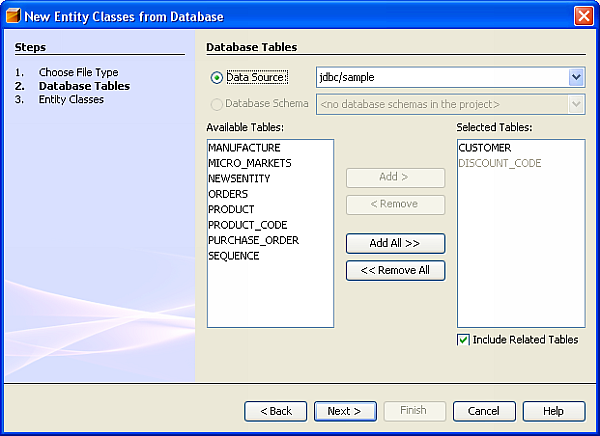 New Entity Classes from Database
Steps
1. Choose File Type
2. Database Tables
3. Entity Classes
Database Tables
Data Source: jdbc/sample
Database Schema <no database schemas in the project>
Available Tables:
MANUFACTURE
MICRO_MARKETS
NEWSENTITY
ORDERS
PRODUCT
PRODUCT_CODE
PURCHASE_ORDER
SEQUENCE
Add >
< Remove
Add All >>
<< Remove All
Selected Tables:
CUSTOMER
DISCOUNT_CODE
Include Related Tables
< Back Next > Finish Cancel Help